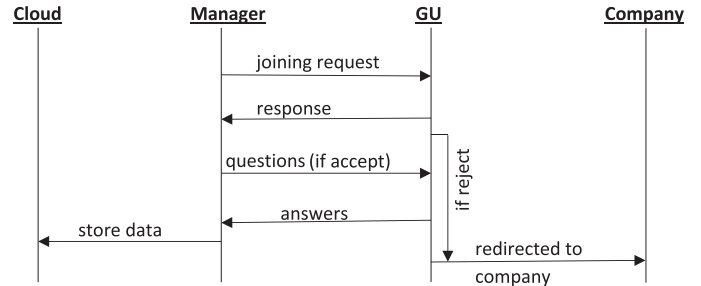 Cloud
Manager
GU
Company
joining request
response
questions (if accept)
if reject
answers
store data
redirected to
company